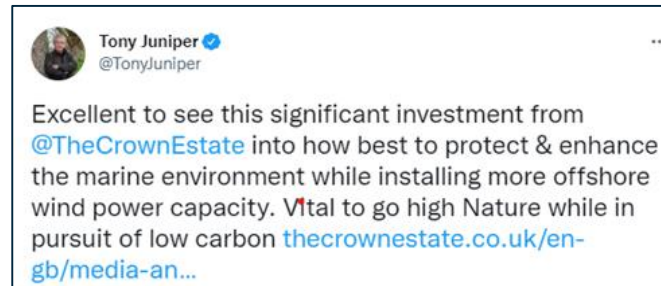 Tony Juniper
@TonyJuniper
Excellent to see this significant investment from
@TheCrownEstate into how best to protect & enhance
the marine environment while installing more offshore
wind power capacity. Vital to go high Nature while in
pursuit of low carbon thecrownestate.co.uk/en-
gb/media-an...